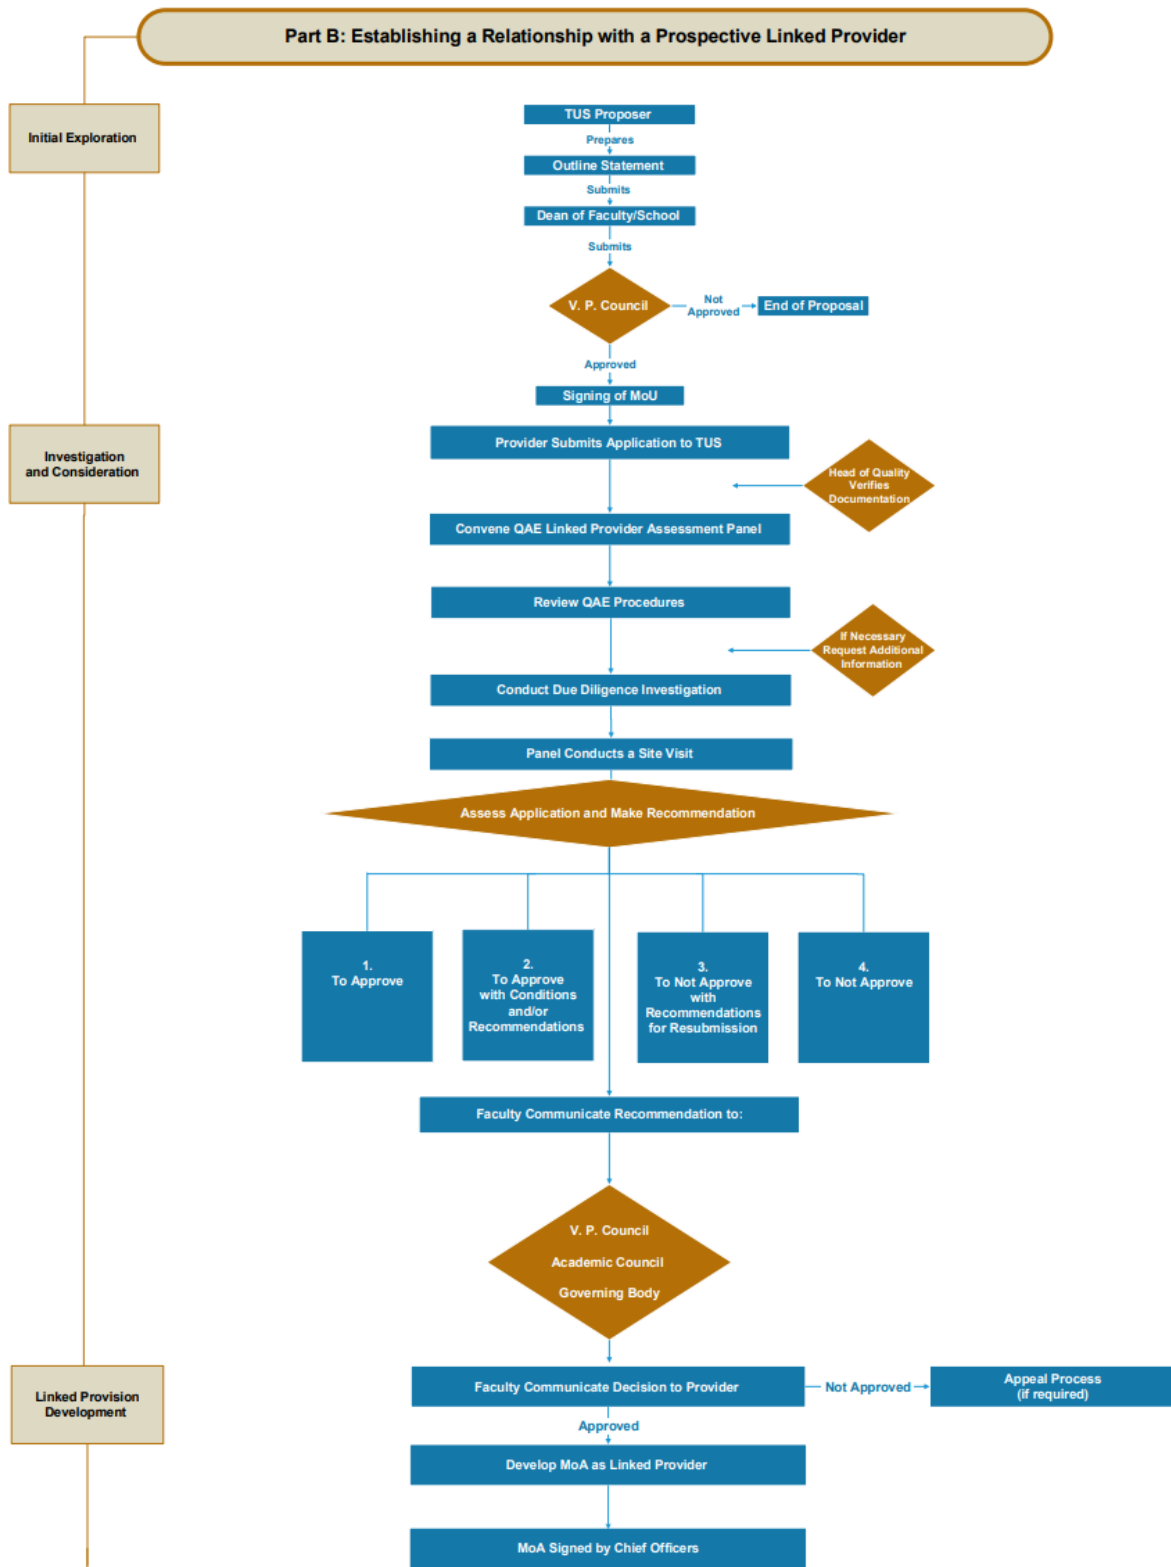 Part B: Establishing a Relationship with a Prospective Linked Provider
Initial Exploration
TUS Proposer
Prepares
Outline Statement
Submits
Dean of Faculty/School
Submits
V. P. Council
Not
Approved
End of Proposal
Approved
Signing of MoU
Investigation
and Consideration
Provider Submits Application to TUS
Head of Quality
Verifies
Documentation
Convene QAE Linked Provider Assessment Panel
Review QAE Procedures
If Necessary
Request Additional
Information
Conduct Due Diligence Investigation
Panel Conducts a Site Visit
Assess Application and Make Recommendation
1.
To Approve
2.
To Approve
with Conditions
and/or
Recommendations
3.
To Not Approve
with
Recommendations
for Resubmission
4.
To Not Approve
Faculty Communicate Recommendation to:
V. P. Council
Academic Council
Governing Body
Linked Provision
Development
Faculty Communicate Decision to Provider
Not Approved
Appeal Process
(if required)
Approved
Develop MoA as Linked Provider
MoA Signed by Chief Officers